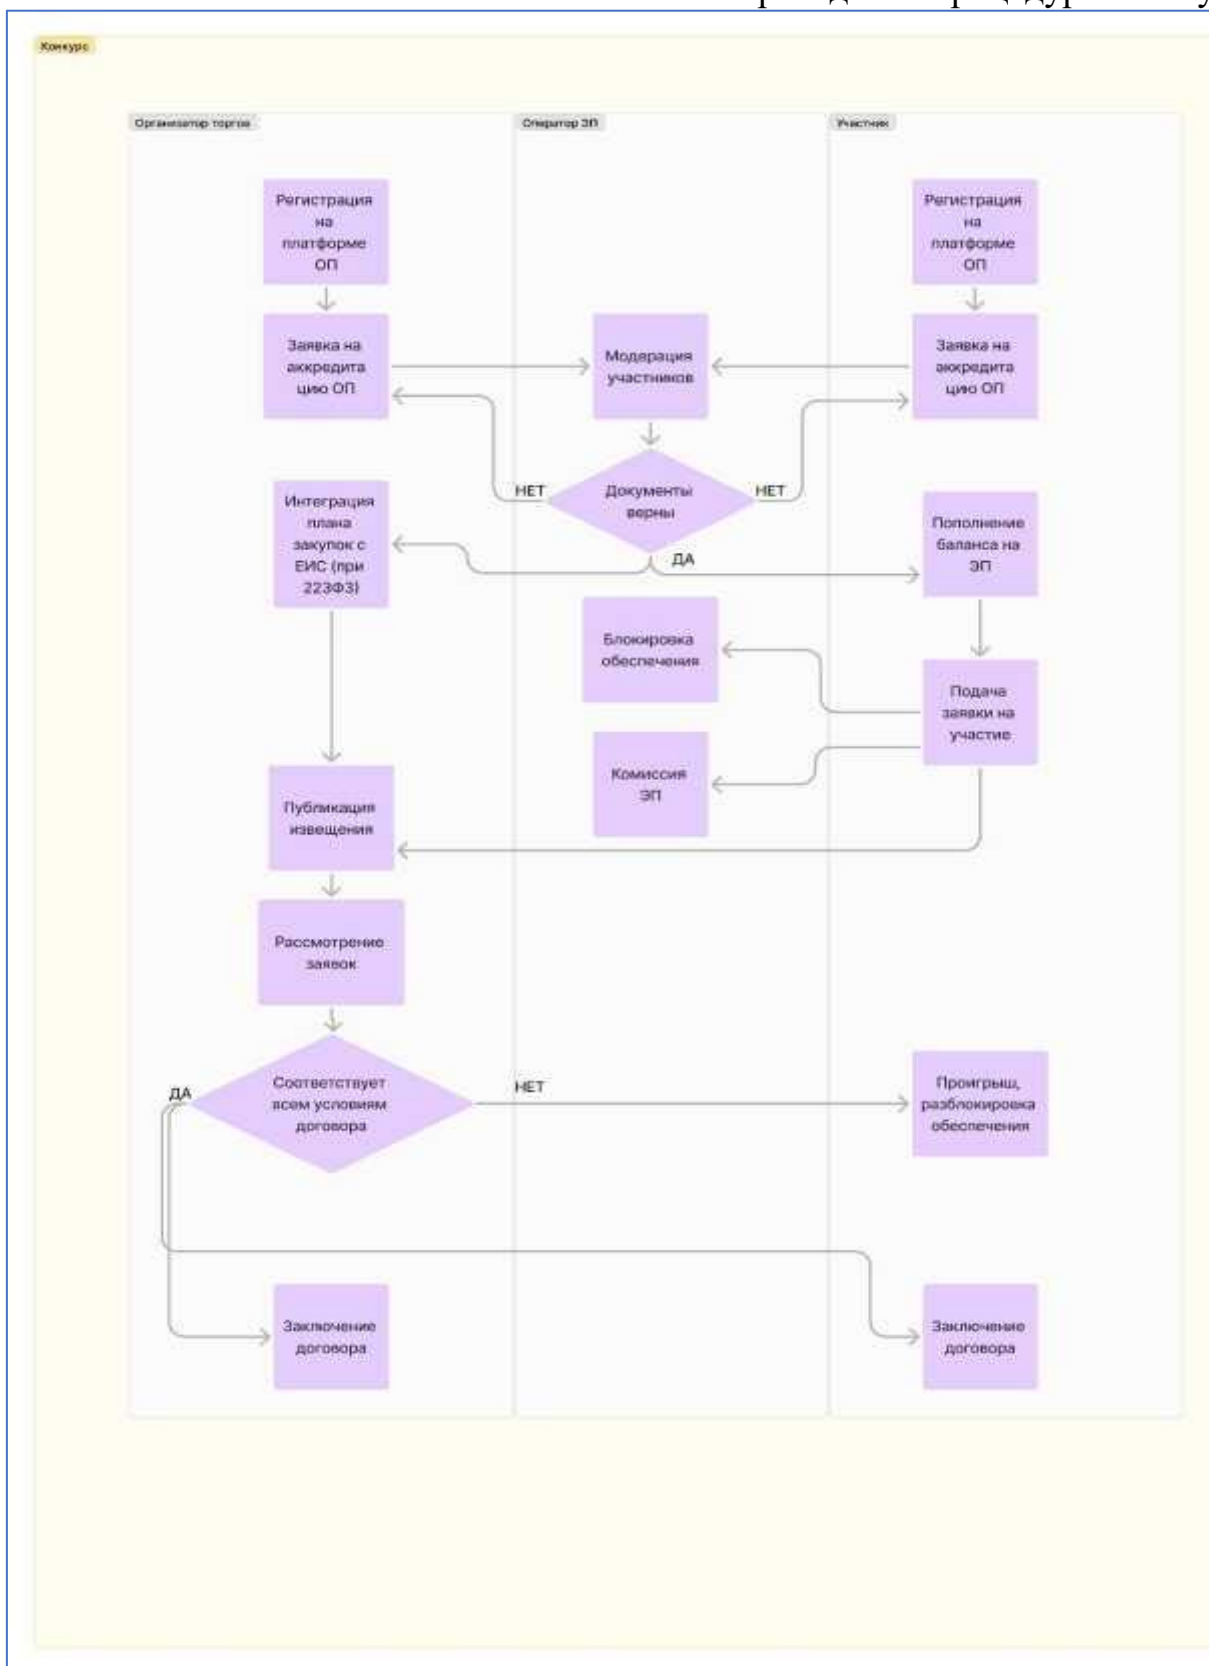 Конкурс
Организатор торгов
Оператор ЭП
Участник
Регистрация
на
платформе
ОП
Регистрация
на
платформе
ОП
Заявка на
аккредита
цию ОП
Модерация
участников
Заявка на
аккредита
цию ОП
НЕТ
Документы
верны
НЕТ
ДА
Интеграция
плана
закупок с
ЕИС (при
223ФЗ)
Пополнение
баланса на
ЭП
Блокировка
обеспечения
Подача
заявки на
участие
Комиссия
ЭП
Публикация
извещения
Рассмотрение
заявок
ДА
Соответствует
всем условиям
договора
НЕТ
Проигрыш,
разблокировка
обеспечения
Заключение
договора
Заключение
договора